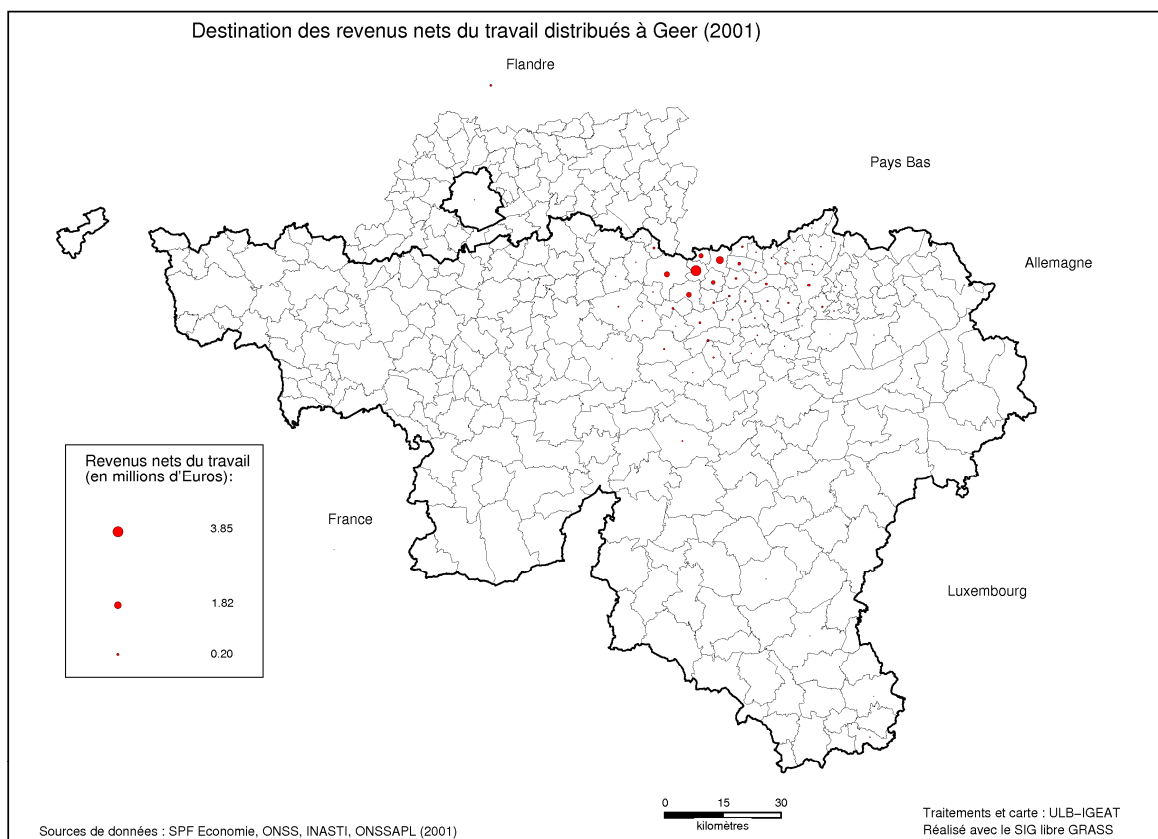 Destination des revenus nets du travail distribués à Geer (2001)
Flandre
Pays Bas
Allemagne
Revenus nets du travail
(en millions d'Euros):
3.85
1.82
0.20
France
Luxembourg
0 15 30
kilomètres
Sources de données : SPF Economie, ONSS, INASTI, ONSSAPL (2001)
Traitements et carte : ULB-IGEAT
Réalisé avec le SIG libre GRASS